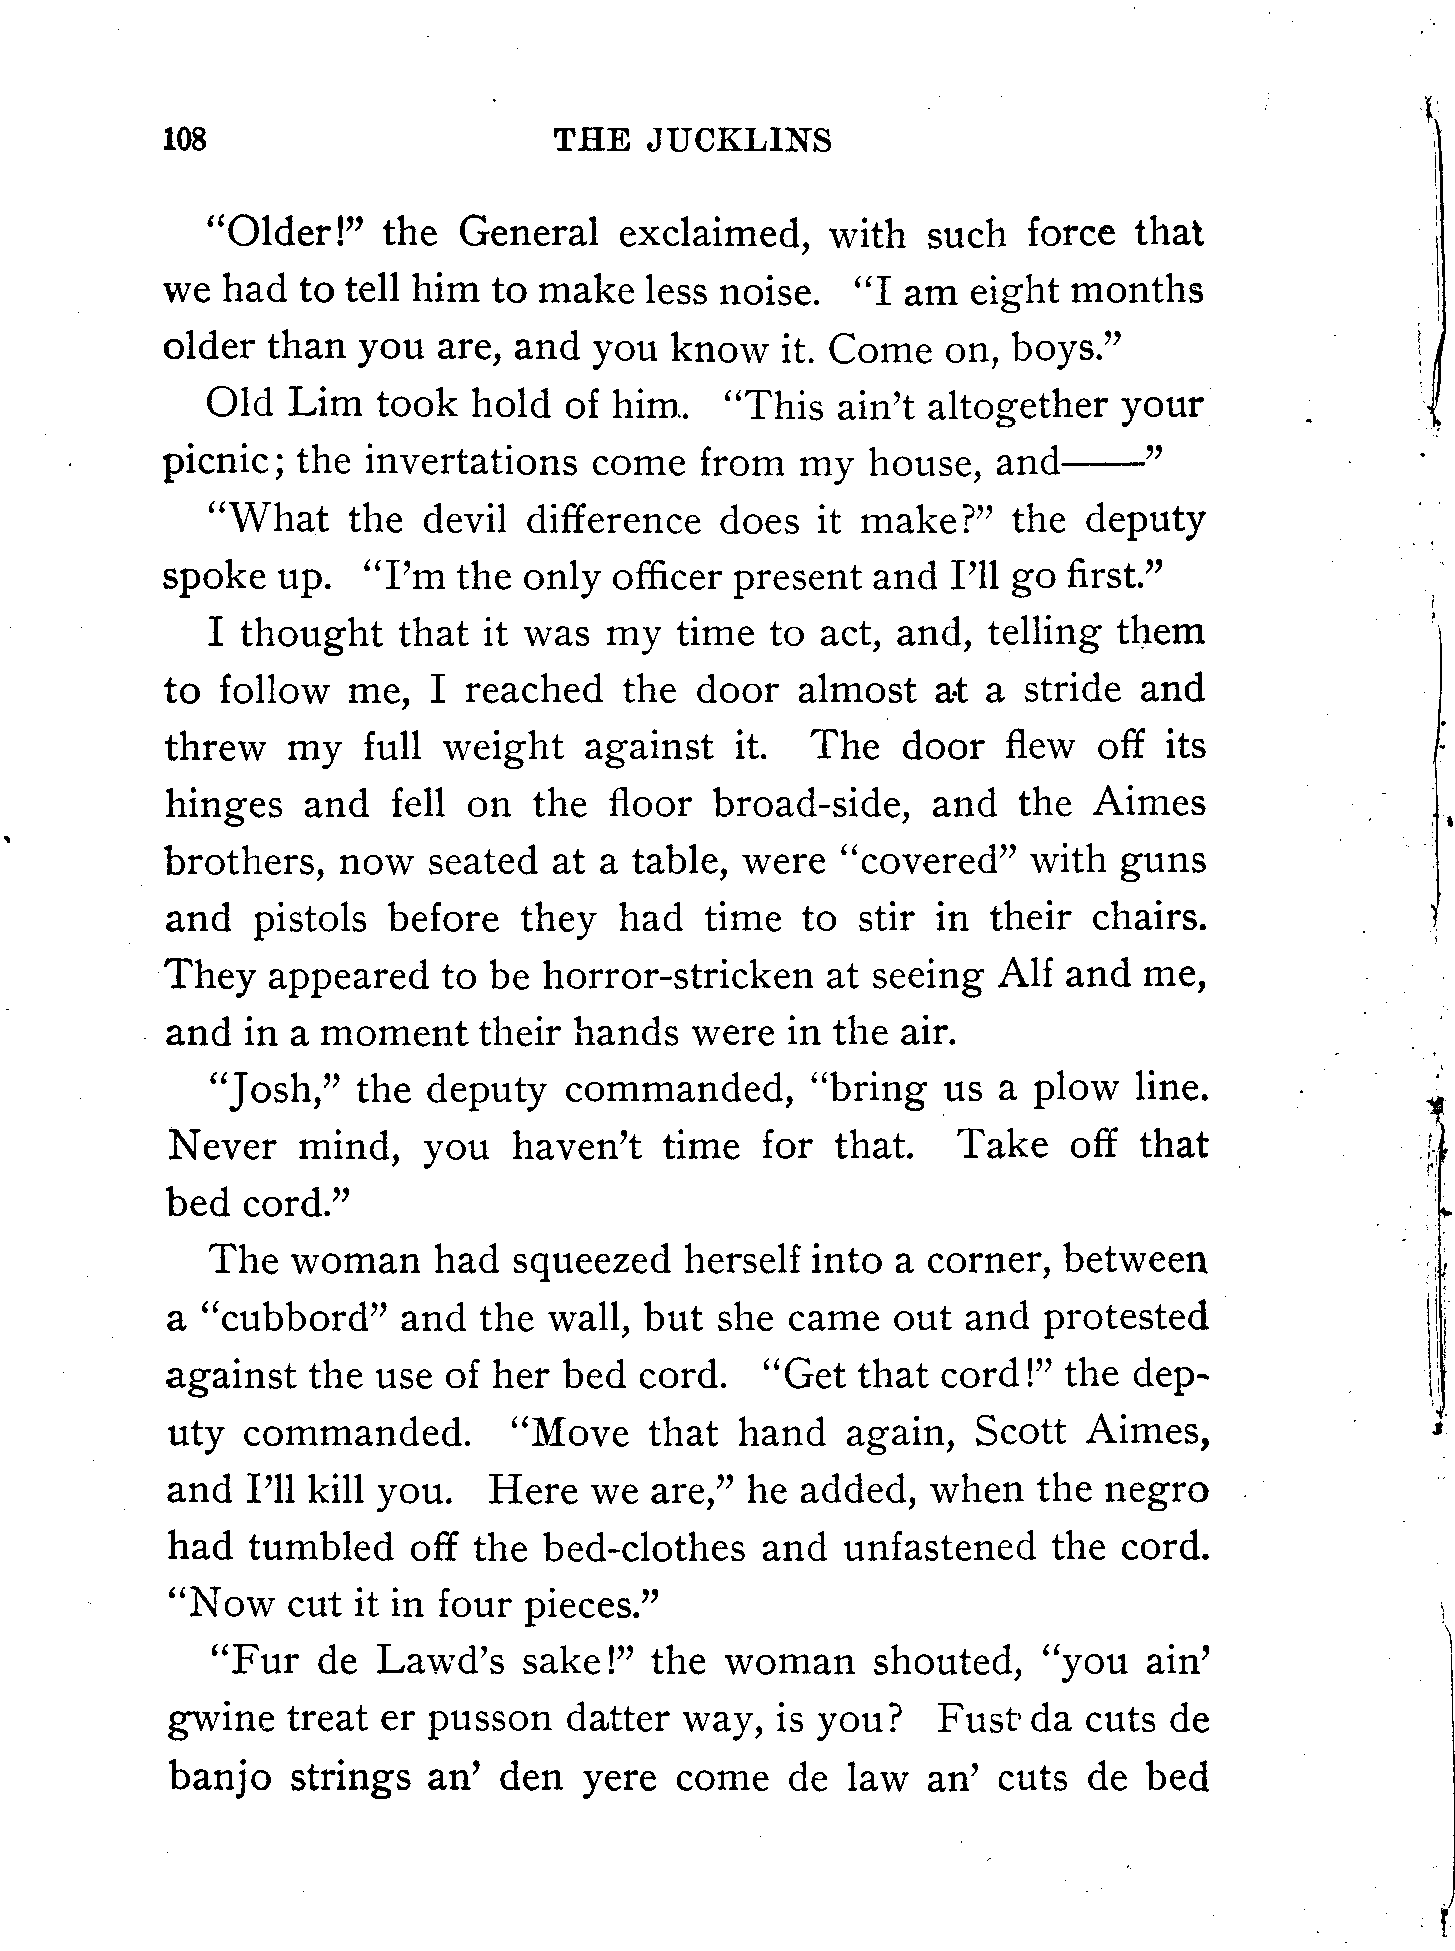 108 THE JUCKLINS
“Older!” the General exclaimed, with such force that
we had to tell him to make less noise. “I am eight months
older than you are, and you know it. Come on, boys.”
Old Lim took hold of him. “This ain’t altogether your
picnic; the invertations come from my house, and——”
“What the devil difference does it make?” the deputy
spoke up. “I’m the only officer present and I’ll go first.”
I thought that it was my time to act, and, telling them
to follow me, I reached the door almost at a stride and
threw my full weight against it. The door flew off its
hinges and fell on the floor broad-side, and the Aimes
brothers, now seated at a table, were “covered” with guns
and pistols before they had time to stir in their chairs.
They appeared to be horror-stricken at seeing Alf and me,
and in a moment their hands were in the air.
“Josh,” the deputy commanded, “bring us a plow line.
Never mind, you haven’t time for that. Take off that
bed cord.”
The woman had squeezed herself into a corner, between
a “cubbord” and the wall, but she came out and protested
against the use of her bed cord. “Get that cord!” the dep-
uty commanded. “Move that hand again, Scott Aimes,
and I’ll kill you. Here we are,” he added, when the negro
had tumbled off the bed-clothes and unfastened the cord.
“Now cut it in four pieces.”
“Fur de Lawd’s sake!” the woman shouted, “you ain’
gwine treat er pusson datter way, is you? Fust da cuts de
banjo strings an’ den yere come de law an’ cuts de bed